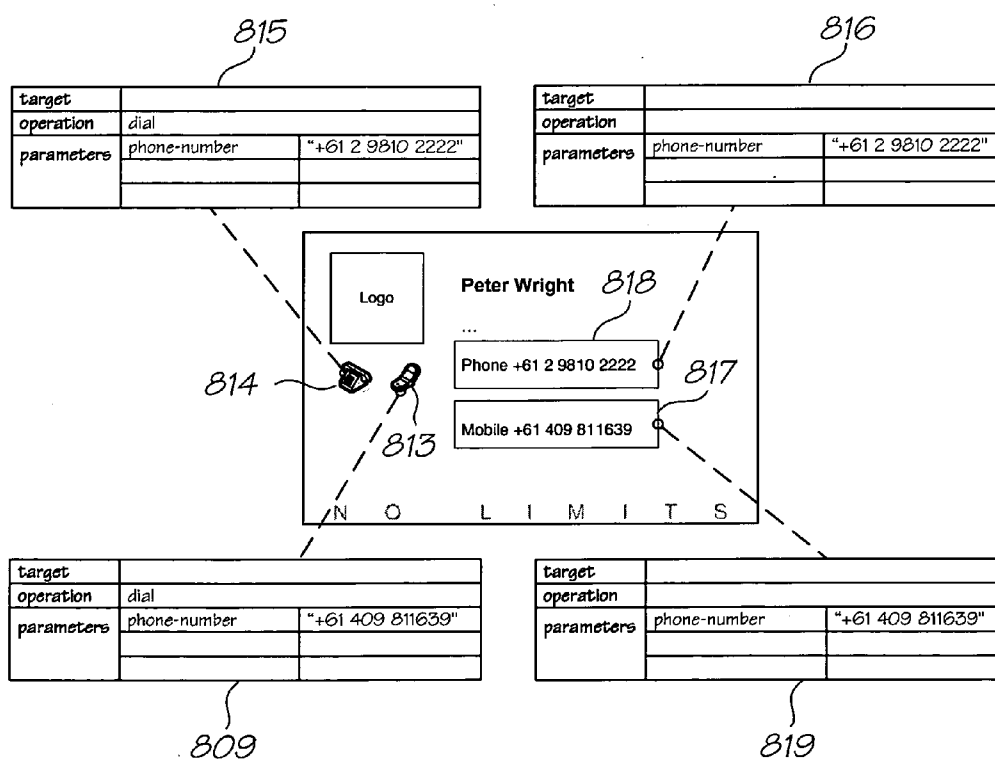 815
816
target
operation dial
parameters phone-number "+61 2 9810 2222"
target
operation
parameters phone-number "+61 2 9810 2222"
Logo
Peter Wright
818
...
Phone +61 2 9810 2222
814
813
817
Mobile +61 409 811639
N O L I M I T S
target
operation dial
parameters phone-number "+61 409 811639"
target
operation
parameters phone-number "+61 409 811639"
809
819